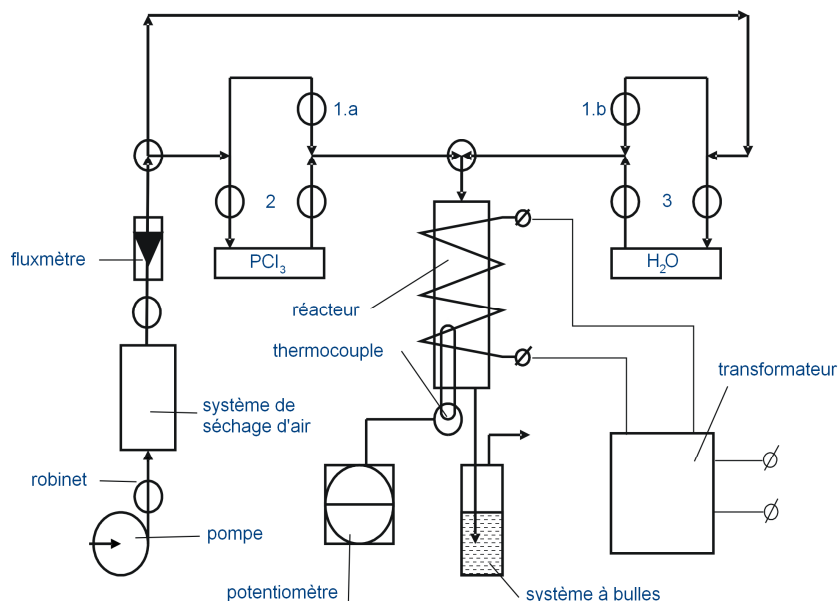 1.a
1.b
2
3
fluxmètre
PCl₃
H₂O
réacteur
thermocouple
transformateur
système de
séchage d'air
robinet
pompe
potentiomètre
système à bulles